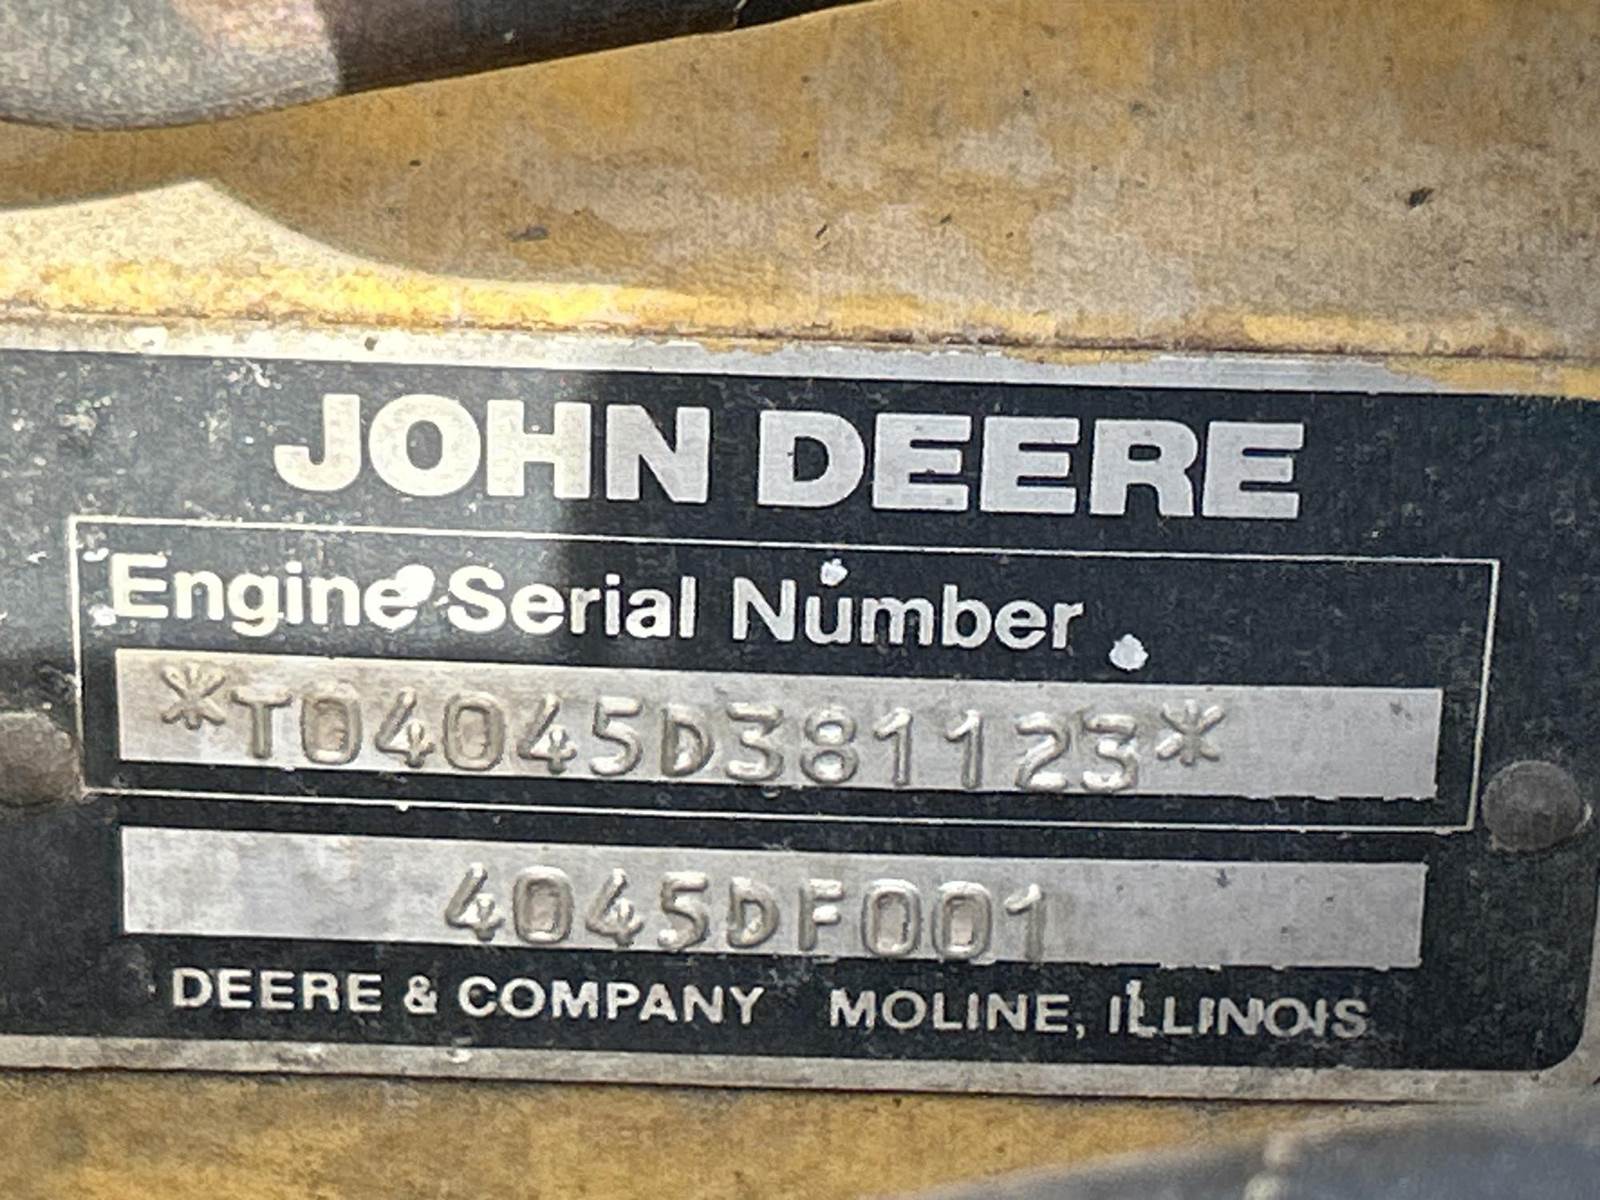 JOHN DEERE
Engine Serial Number
*T04045D381123*
4045DF001
DEERE & COMPANY MOLINE, ILLINOIS